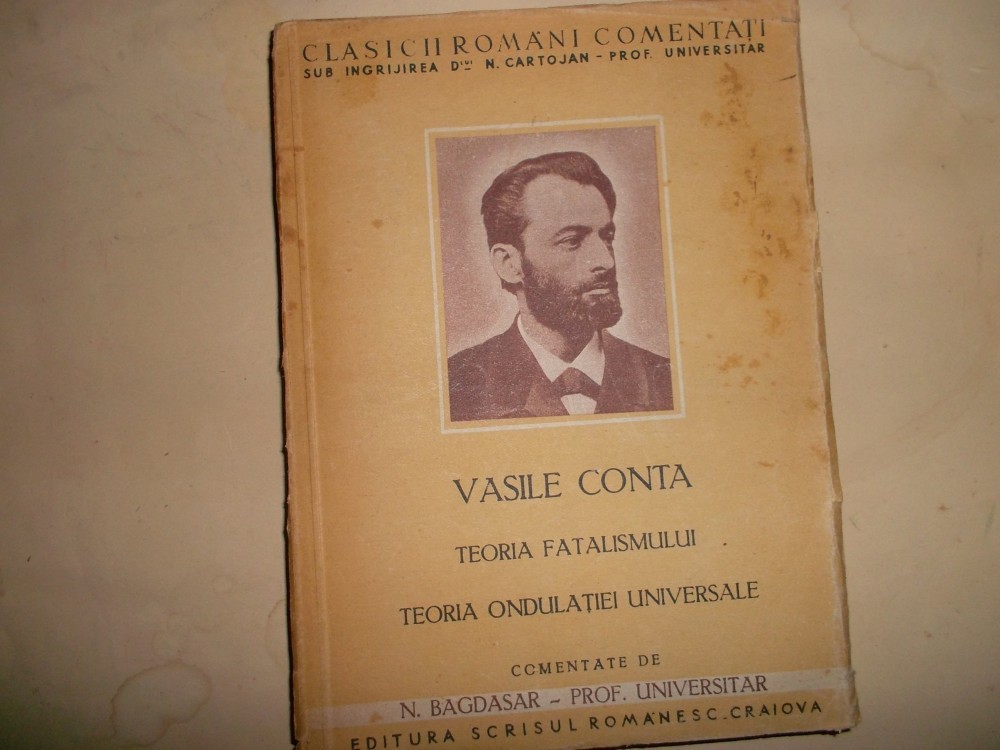 CLASICII ROMÂNI COMENTAȚI
SUB INGRIJIREA Dlui N. CARTOJAN - PROF. UNIVERSITAR
VASILE CONTA
TEORIA FATALISMULUI
TEORIA ONDULAȚIEI UNIVERSALE
COMENTATE DE
N. BAGDASAR - PROF. UNIVERSITAR
EDITURA SCRISUL ROMÂNESC-CRAIOVA